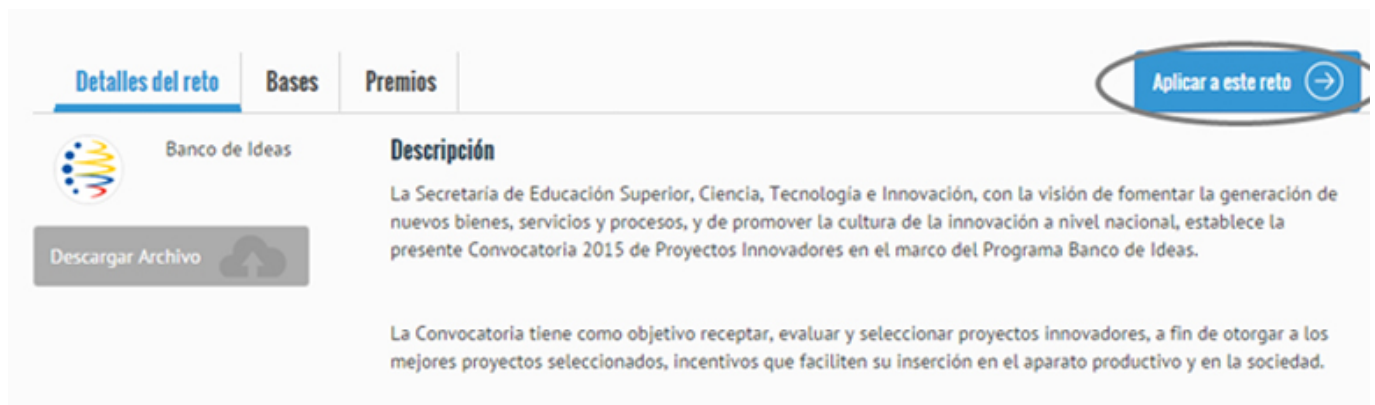 Detalles del reto
Bases
Premios
Aplicar a este reto
Banco de Ideas
Descargar Archivo
Descripción
La Secretaría de Educación Superior, Ciencia, Tecnología e Innovación, con la visión de fomentar la generación de
nuevos bienes, servicios y procesos, y de promover la cultura de la innovación a nivel nacional, establece la
presente Convocatoria 2015 de Proyectos Innovadores en el marco del Programa Banco de Ideas.
La Convocatoria tiene como objetivo receptar, evaluar y seleccionar proyectos innovadores, a fin de otorgar a los
mejores proyectos seleccionados, incentivos que faciliten su inserción en el aparato productivo y en la sociedad.